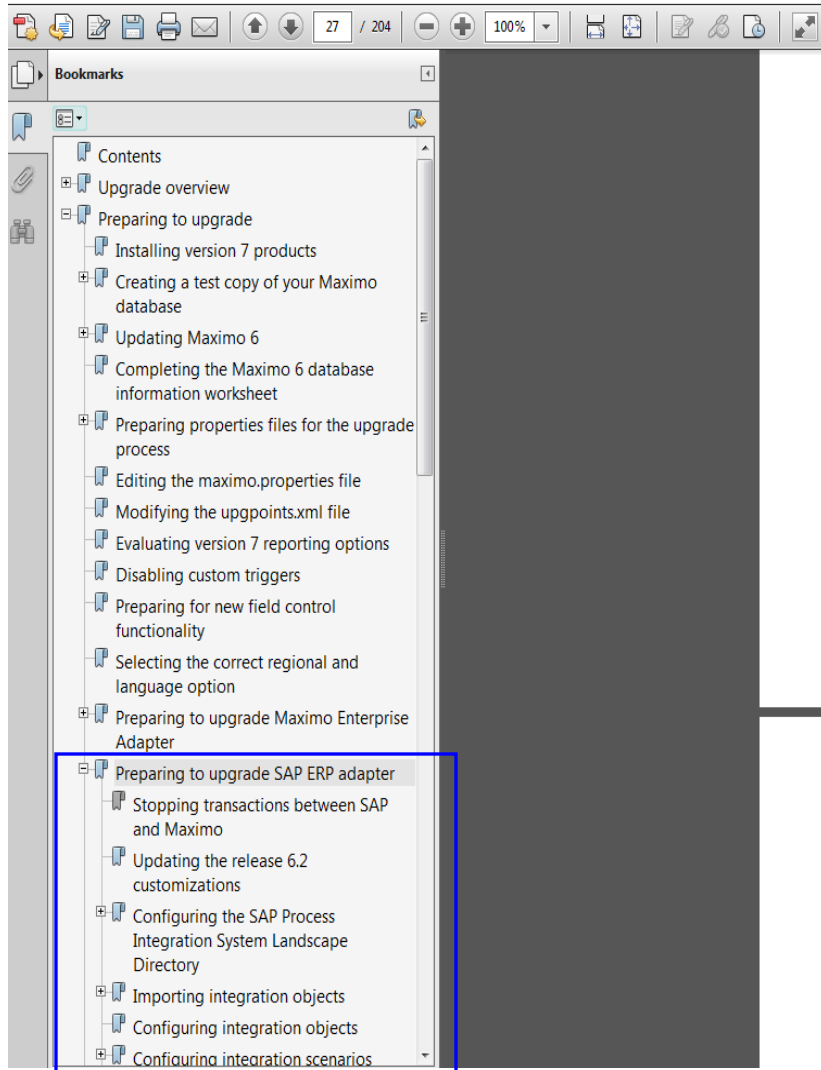 27 / 204 100%
Bookmarks
Contents
Upgrade overview
Preparing to upgrade
Installing version 7 products
Creating a test copy of your Maximo
database
Updating Maximo 6
Completing the Maximo 6 database
information worksheet
Preparing properties files for the upgrade
process
Editing the maximo.properties file
Modifying the upgpoints.xml file
Evaluating version 7 reporting options
Disabling custom triggers
Preparing for new field control
functionality
Selecting the correct regional and
language option
Preparing to upgrade Maximo Enterprise
Adapter
Preparing to upgrade SAP ERP adapter
Stopping transactions between SAP
and Maximo
Updating the release 6.2
customizations
Configuring the SAP Process
Integration System Landscape
Directory
Importing integration objects
Configuring integration objects
Configuring integration scenarios